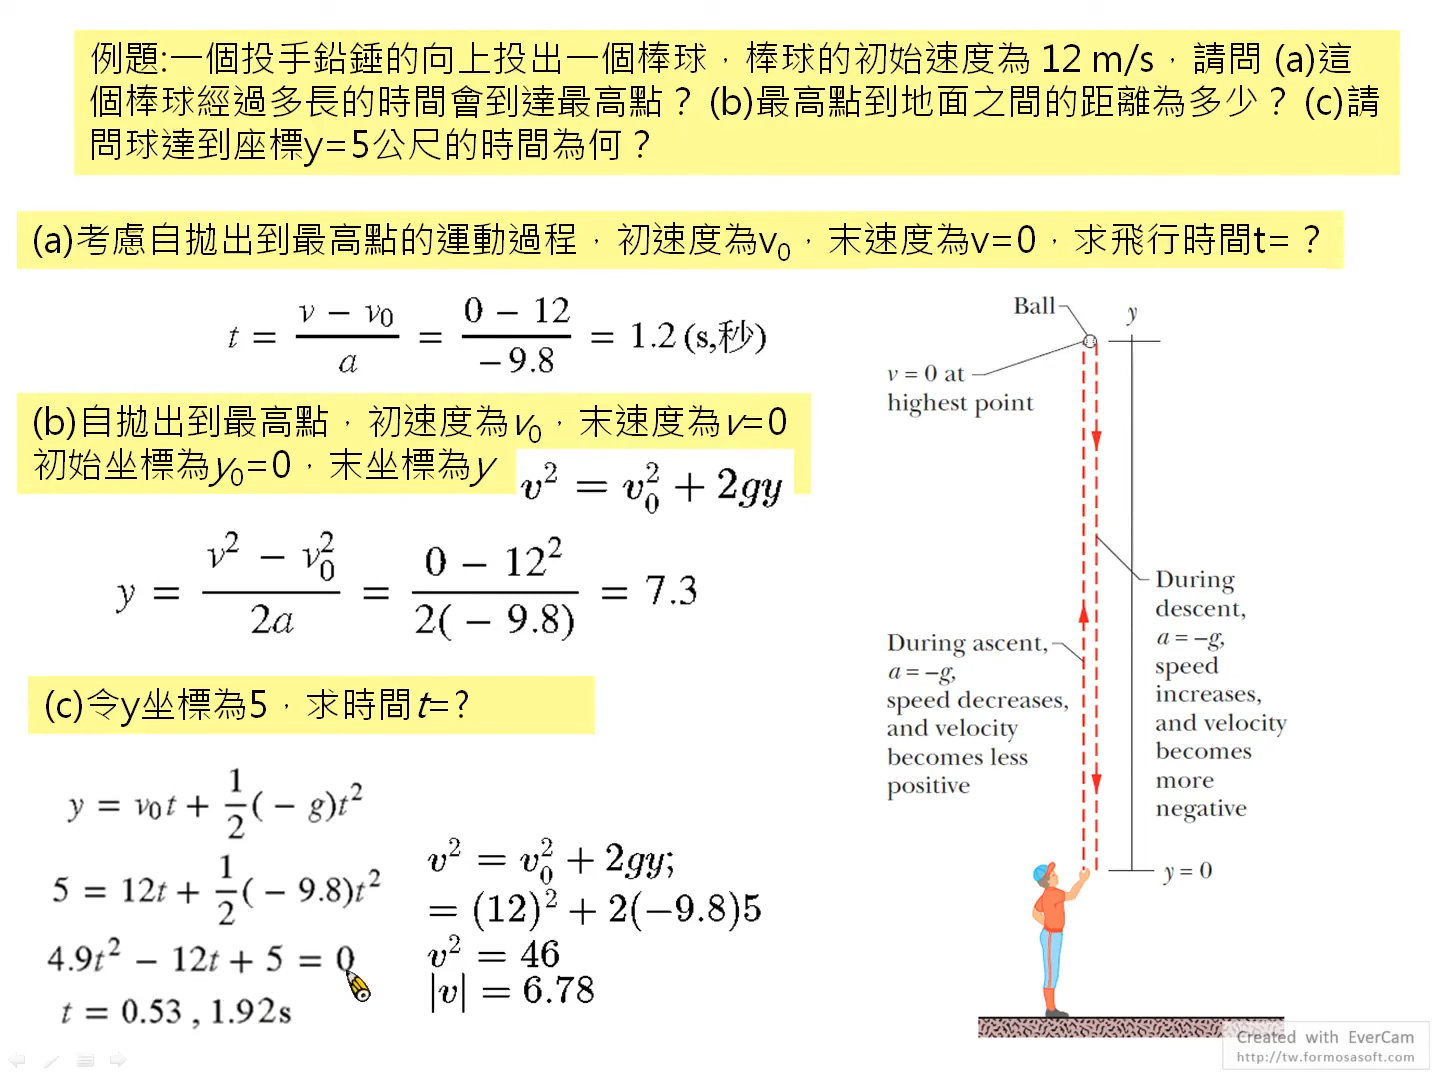 例題:一個投手鉛錘的向上投出一個棒球，棒球的初始速度為 12 m/s，請問 (a)這
個棒球經過多長的時間會到達最高點？ (b)最高點到地面之間的距離為多少？ (c)請
問球達到座標y=5公尺的時間為何？
(a)考慮自拋出到最高點的運動過程，初速度為v₀，末速度為v=0，求飛行時間t=？
t = (v − v₀)/a = (0 − 12)/(−9.8) = 1.2 (s,秒)
(b)自拋出到最高點，初速度為v₀，末速度為v=0
初始坐標為y₀=0，末坐標為y
v² = v₀² + 2gy
y = (v² − v₀²)/(2a) = (0 − 12²)/(2(− 9.8)) = 7.3
(c)令y坐標為5，求時間t=?
y = v₀t + 1/2(− g)t²
5 = 12t + 1/2(− 9.8)t²
4.9t² − 12t + 5 = 0
t = 0.53 , 1.92s
v² = v₀² + 2gy;
= (12)² + 2(−9.8)5
v² = 46
|v| = 6.78
Ball
y
v = 0 at
highest point
During ascent,
a = −g,
speed decreases,
and velocity
becomes less
positive
During
descent,
a = −g,
speed
increases,
and velocity
becomes
more
negative
y = 0
Created with EverCam
http://tw.formosasoft.com